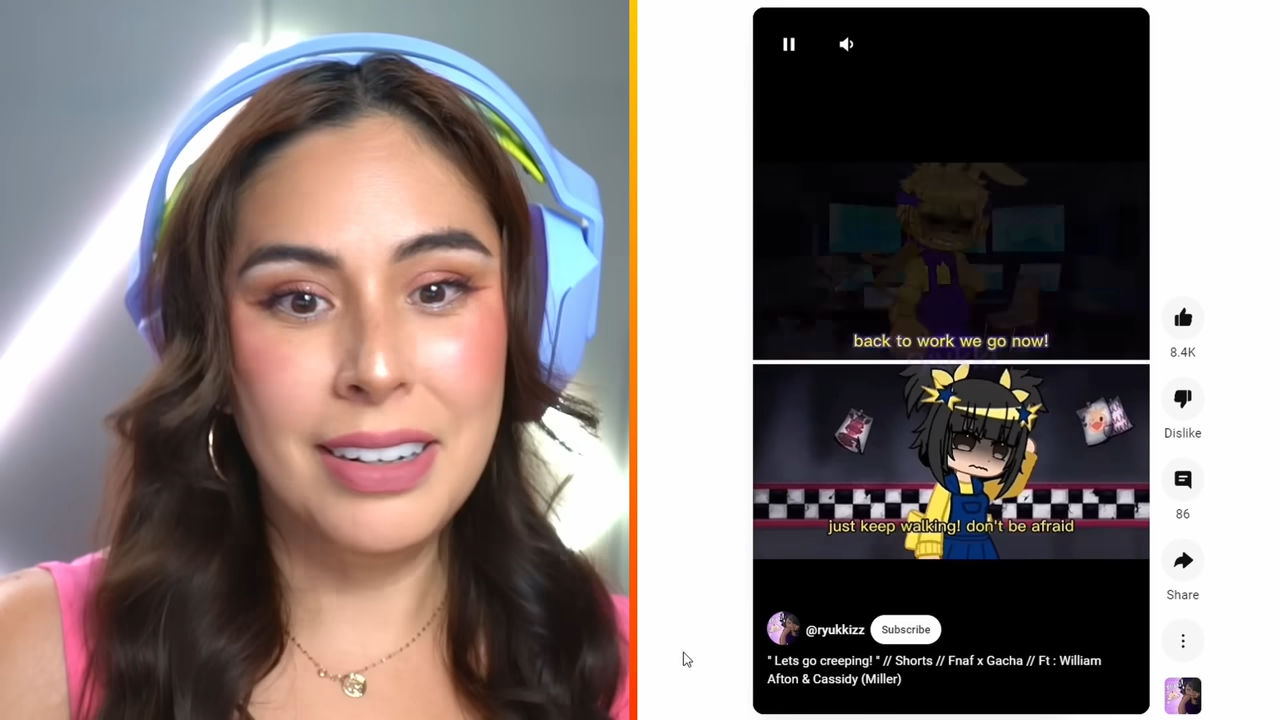 back to work we go now!
just keep walking! don't be afraid
@ryukkizz Subscribe
" Lets go creeping! " // Shorts // Fnaf x Gacha // Ft : William
Afton & Cassidy (Miller)
8.4K
Dislike
86
Share